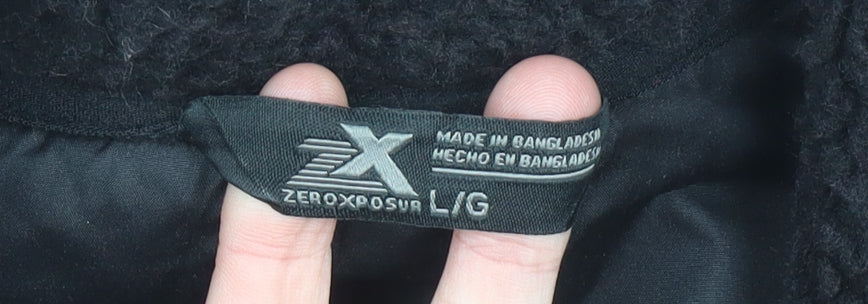 ZX
MADE IN BANGLADESH
HECHO EN BANGLADESH
ZEROXPOSUR L/G